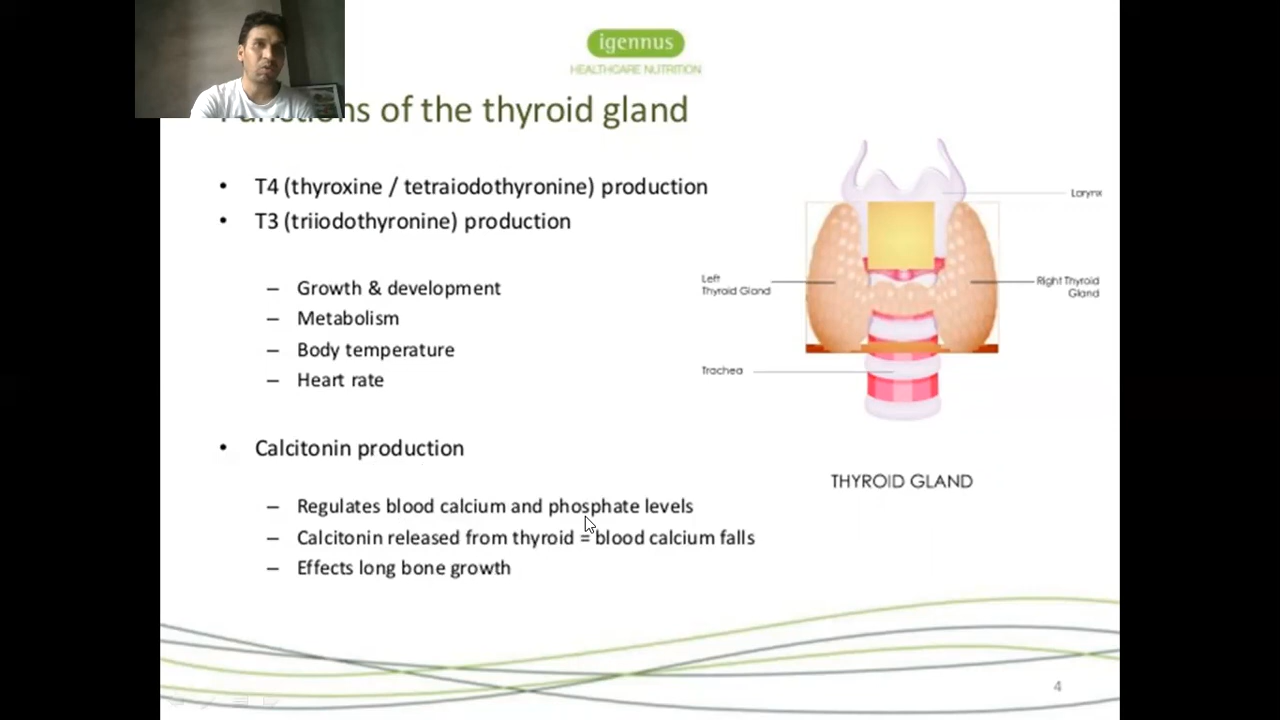 igennus
HEALTHCARE NUTRITION
Functions of the thyroid gland
• T4 (thyroxine / tetraiodothyronine) production
• T3 (triiodothyronine) production
– Growth & development
– Metabolism
– Body temperature
– Heart rate
• Calcitonin production
– Regulates blood calcium and phosphate levels
– Calcitonin released from thyroid = blood calcium falls
– Effects long bone growth
Larynx
Left
Thyroid Gland
Right Thyroid
Gland
Trachea
THYROID GLAND
4